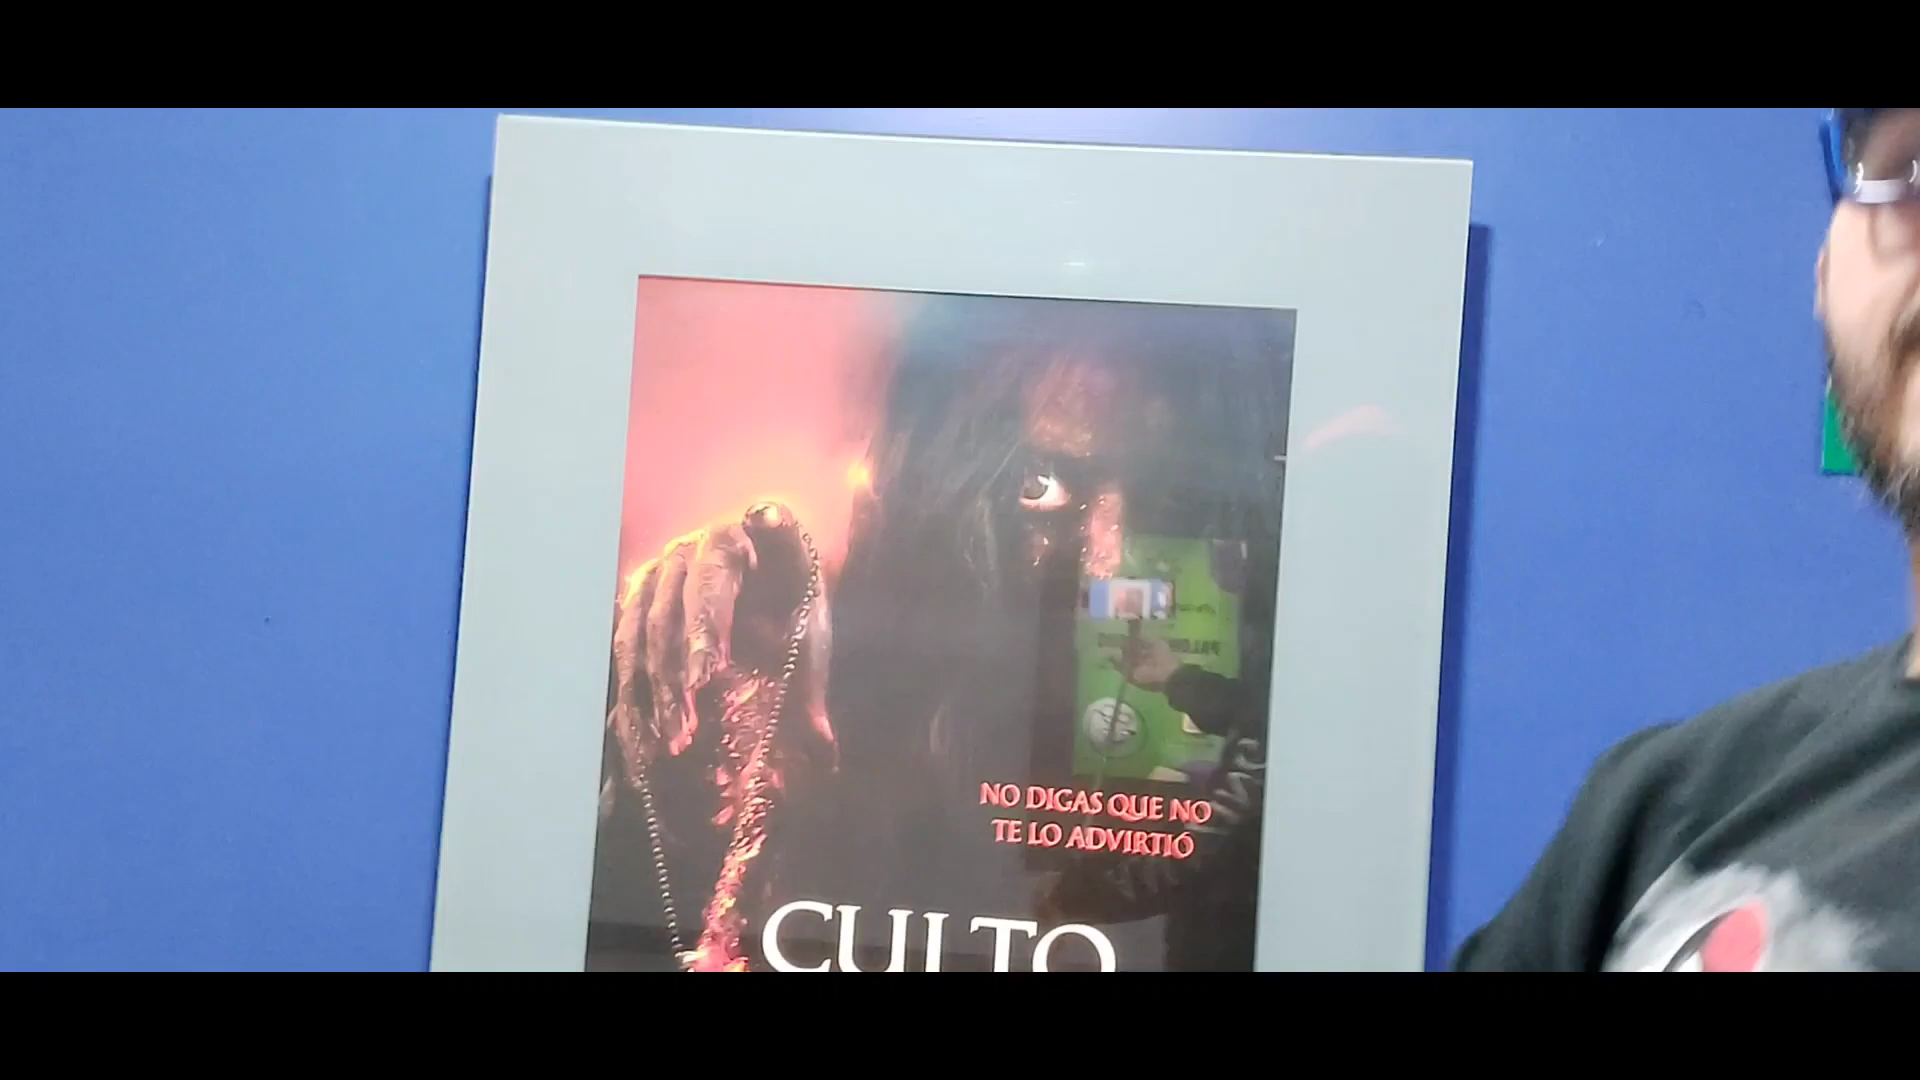 NO DIGAS QUE NO
TE LO ADVIRTIÓ
CULTO